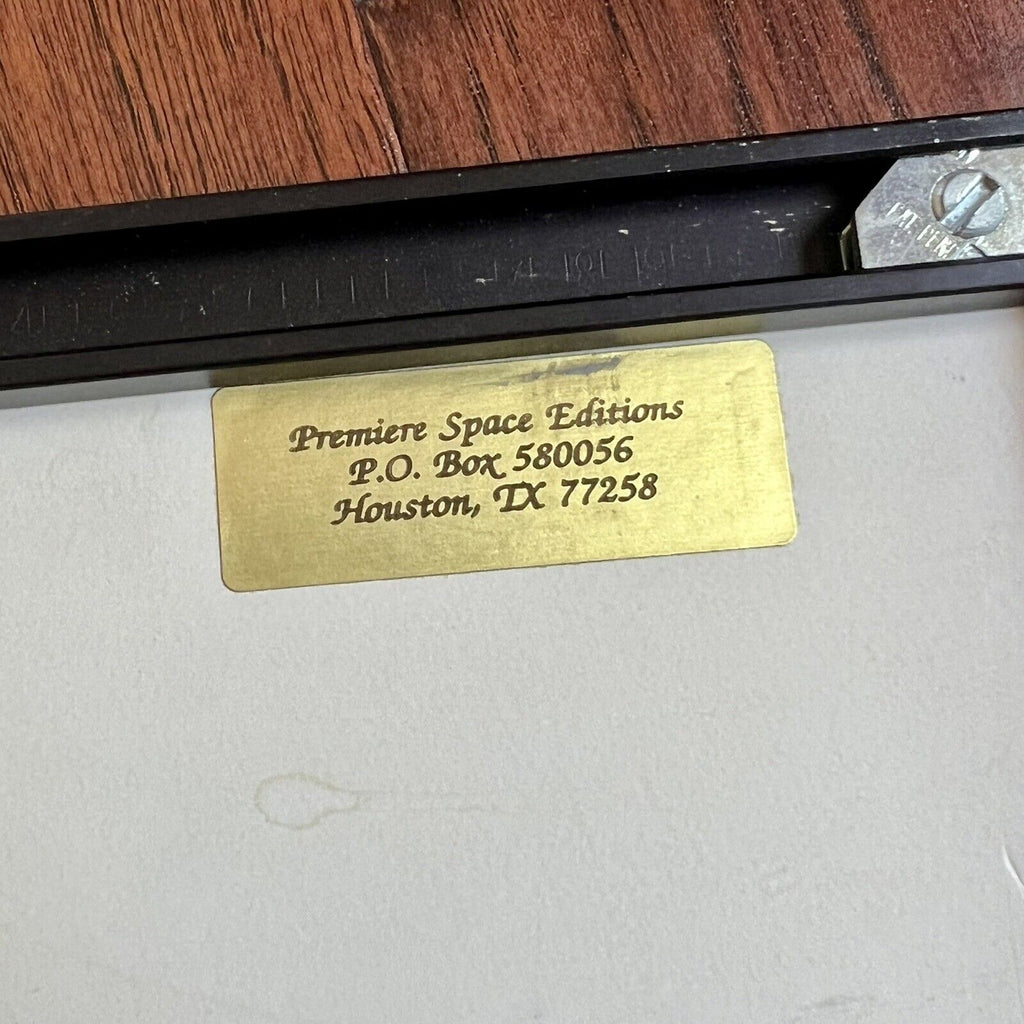 Premiere Space Editions
P.O. Box 580056
Houston, TX 77258